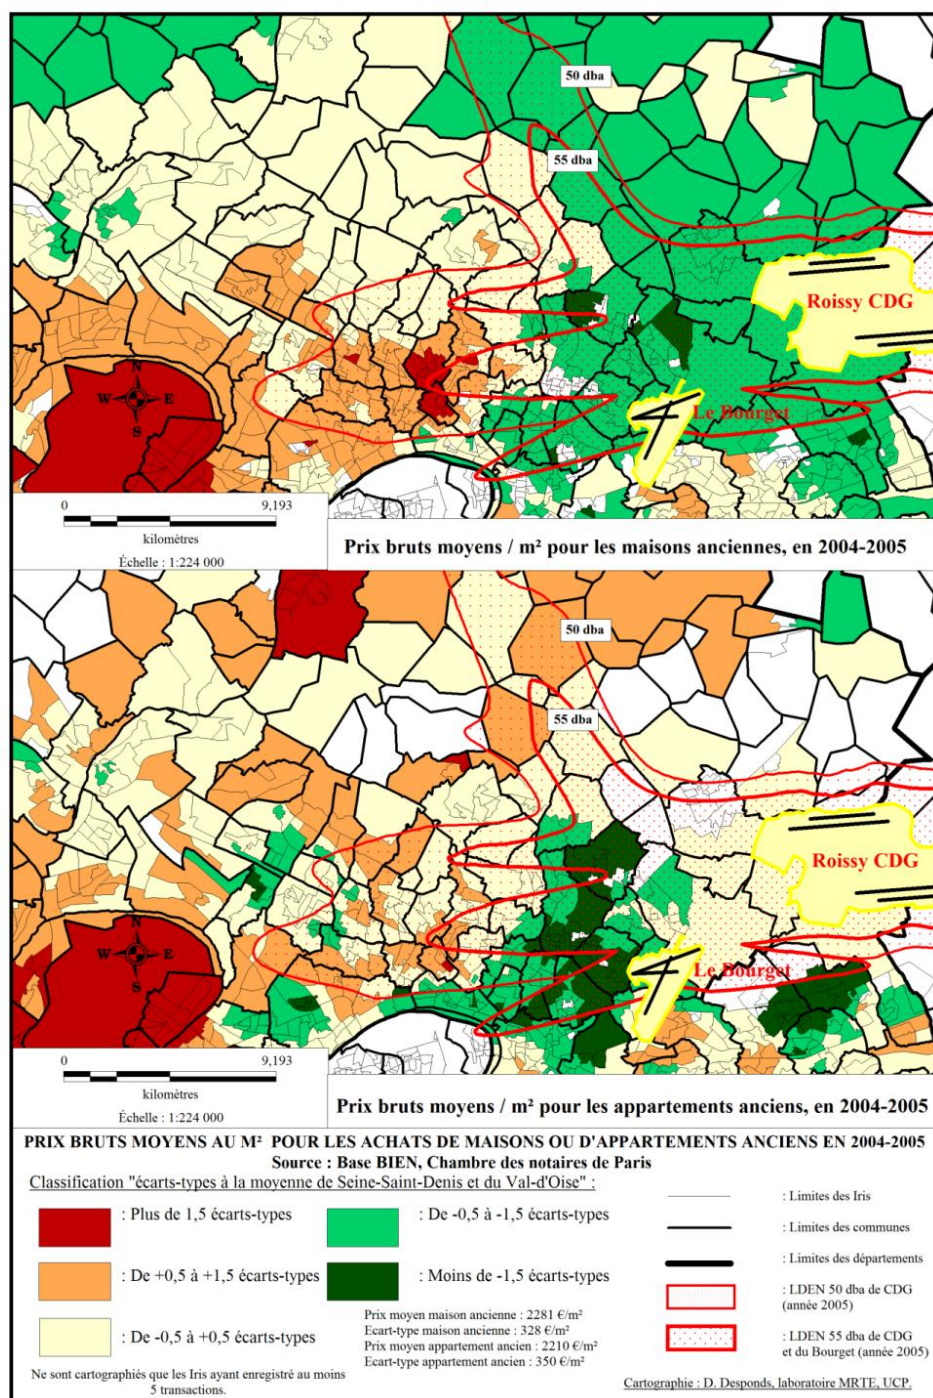 50 dba
55 dba
Roissy CDG
N
W E
S
Le Bourget
0 9,193
kilomètres
Échelle : 1:224 000
Prix bruts moyens / m² pour les maisons anciennes, en 2004-2005
50 dba
55 dba
Roissy CDG
N
W E
S
Le Bourget
0 9,193
kilomètres
Échelle : 1:224 000
Prix bruts moyens / m² pour les appartements anciens, en 2004-2005
PRIX BRUTS MOYENS AU M² POUR LES ACHATS DE MAISONS OU D'APPARTEMENTS ANCIENS EN 2004-2005
Source : Base BIEN, Chambre des notaires de Paris
Classification "écarts-types à la moyenne de Seine-Saint-Denis et du Val-d'Oise" :
: Plus de 1,5 écarts-types
: De +0,5 à +1,5 écarts-types
: De -0,5 à +0,5 écarts-types
: De -0,5 à -1,5 écarts-types
: Moins de -1,5 écarts-types
Prix moyen maison ancienne : 2281 €/m²
Ecart-type maison ancienne : 328 €/m²
Prix moyen appartement ancien : 2210 €/m²
Ecart-type appartement ancien : 350 €/m²
Ne sont cartographiés que les Iris ayant enregistré au moins
5 transactions.
: Limites des Iris
: Limites des communes
: Limites des départements
: LDEN 50 dba de CDG
(année 2005)
: LDEN 55 dba de CDG
et du Bourget (année 2005)
Cartographie : D. Desponds, laboratoire MRTE, UCP.